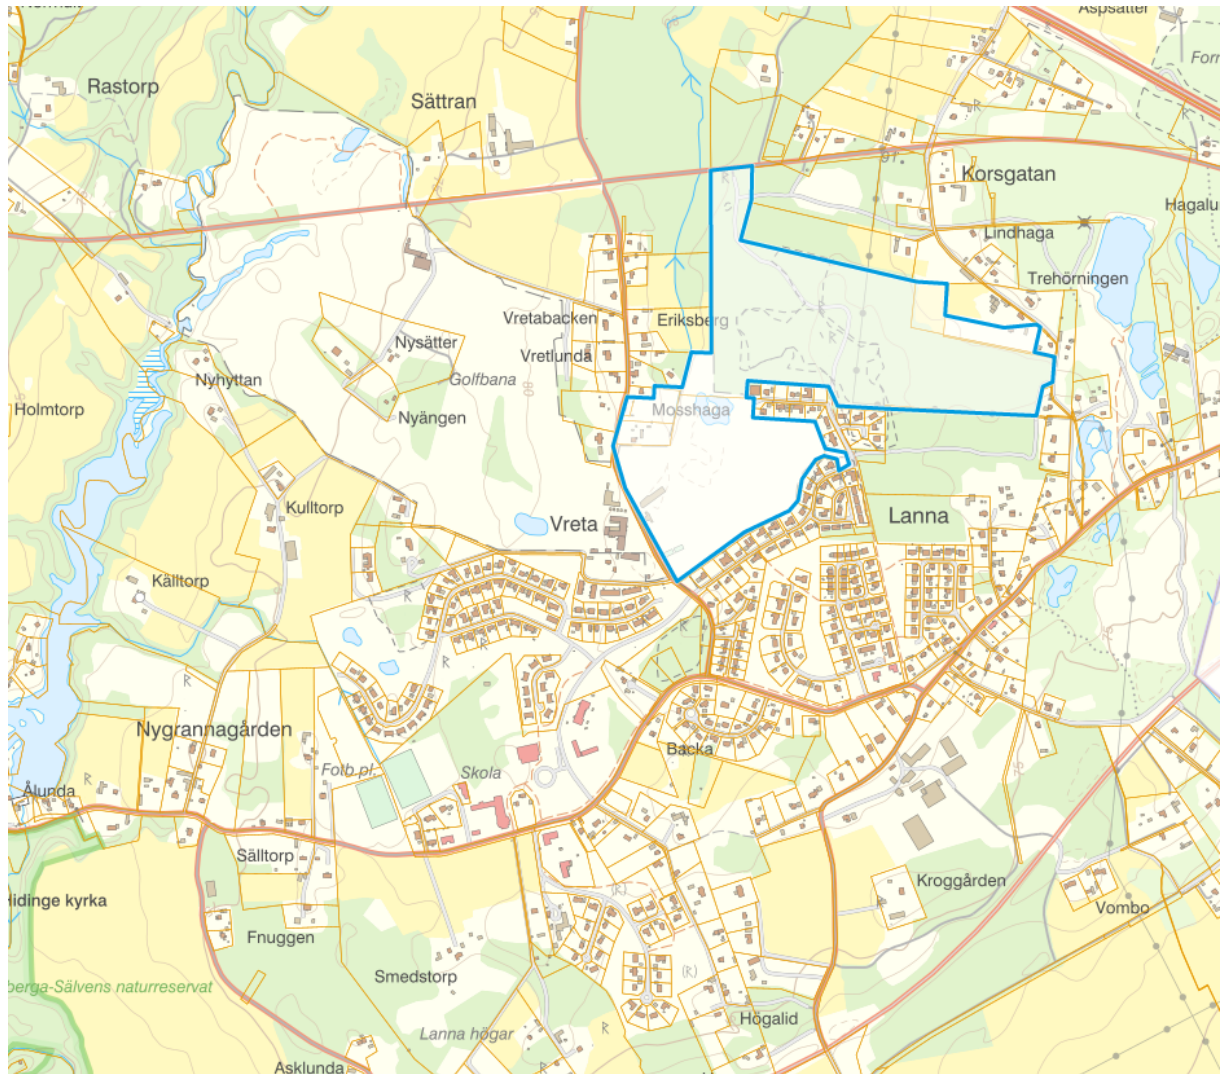 Aspsätter
Rastorp
Sättran
91
Korsgatan
Hagalu
Lindhaga
Trehörningen
Vretabacken
Eriksberg
Nysätter
Vretlunda
Golfbana
Nyhyttan
Holmtorp
Nyängen
Mosshaga
Kulltorp
Vreta
Lanna
Källtorp
Nygrannagården
Backa
Fotb.pl.
Skola
Ålunda
Sälltorp
Kroggården
Hidinge kyrka
Vombo
Fnuggen
Smedstorp
berga-Sälvens naturreservat
Högalid
Lanna högar
Asklunda